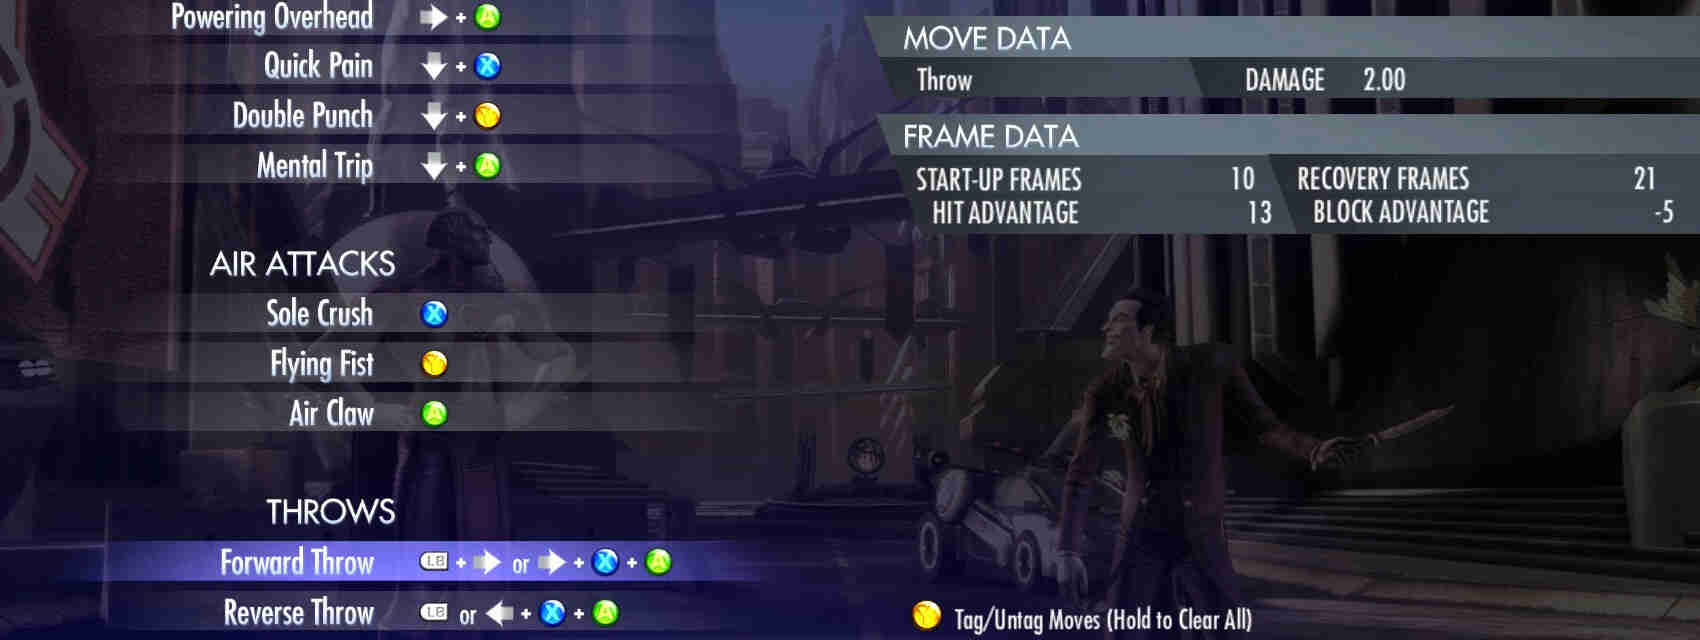 Powering Overhead + A
Quick Pain + X
Double Punch + Y
Mental Trip + A
AIR ATTACKS
Sole Crush X
Flying Fist Y
Air Claw A
THROWS
Forward Throw LB + or + X + A
Reverse Throw LB or + X + A
MOVE DATA
Throw DAMAGE 2.00
FRAME DATA
START-UP FRAMES 10 RECOVERY FRAMES 21
HIT ADVANTAGE 13 BLOCK ADVANTAGE -5
Y Tag/Untag Moves (Hold to Clear All)